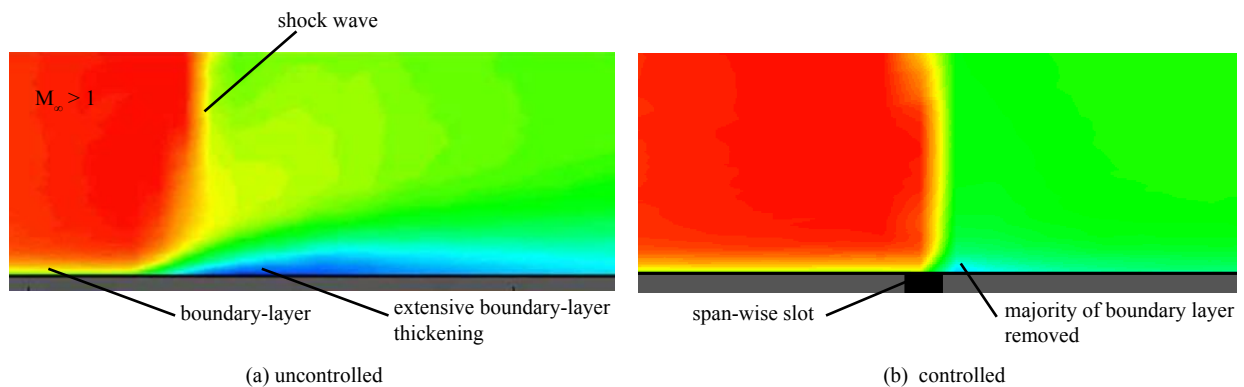 shock wave
M∞ > 1
boundary-layer
extensive boundary-layer
thickening
(a) uncontrolled
span-wise slot
majority of boundary layer
removed
(b) controlled